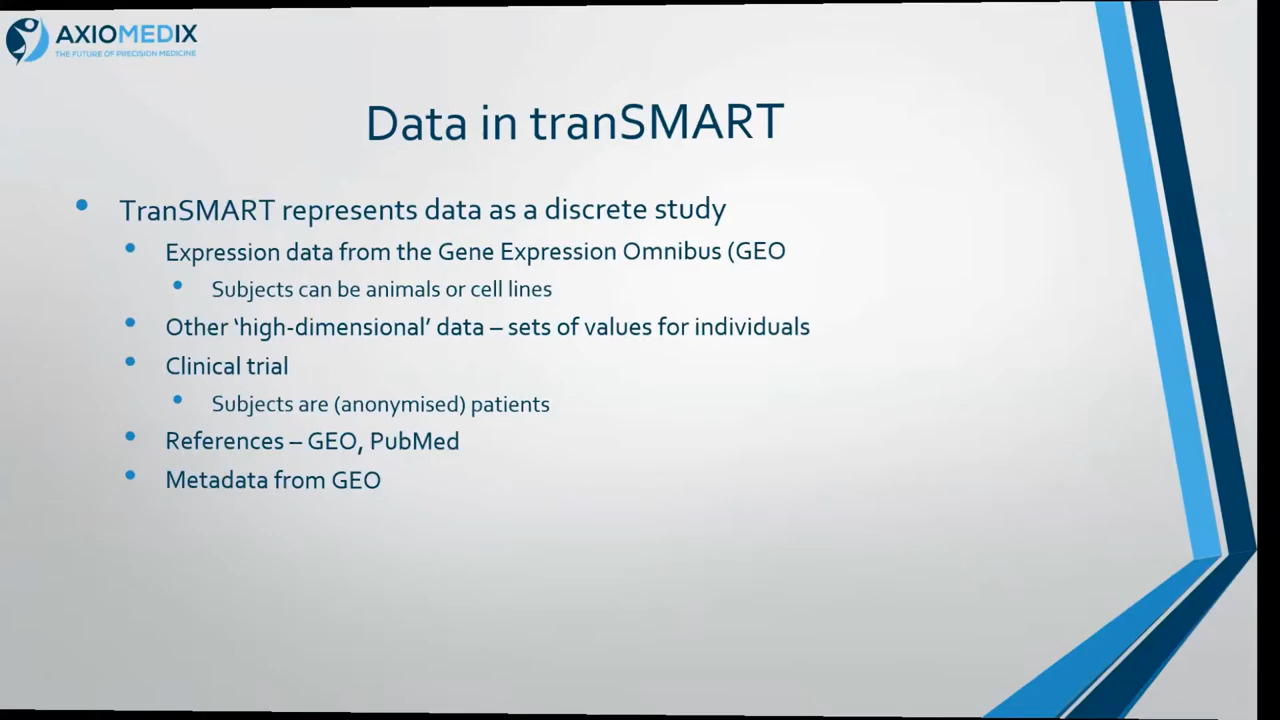 AXIOMEDIX
THE FUTURE OF PRECISION MEDICINE
Data in tranSMART
• TranSMART represents data as a discrete study
• Expression data from the Gene Expression Omnibus (GEO
• Subjects can be animals or cell lines
• Other ‘high-dimensional’ data – sets of values for individuals
• Clinical trial
• Subjects are (anonymised) patients
• References – GEO, PubMed
• Metadata from GEO